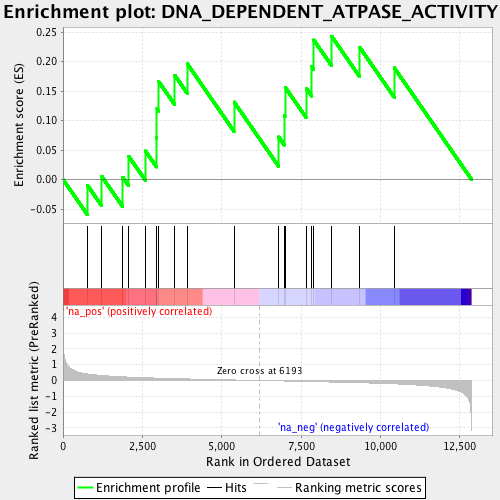 Enrichment plot: DNA_DEPENDENT_ATPASE_ACTIVITY
Enrichment score (ES)
0.25
0.20
0.15
0.10
0.05
0.00
-0.05
'na_pos' (positively correlated)
Ranked list metric (PreRanked)
4
3
2
1
0
-1
-2
-3
Zero cross at 6193
'na_neg' (negatively correlated)
0
2,500
5,000
7,500
10,000
12,500
Rank in Ordered Dataset
Enrichment profile
Hits
Ranking metric scores